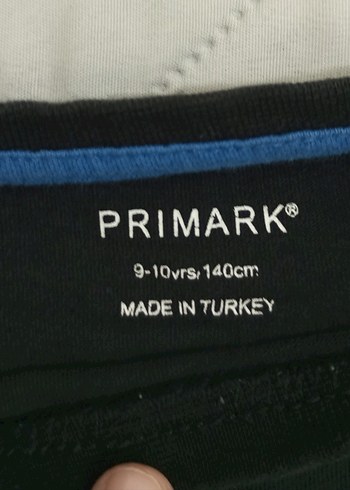 PRIMARK®
9-10yrs, 140cm
MADE IN TURKEY